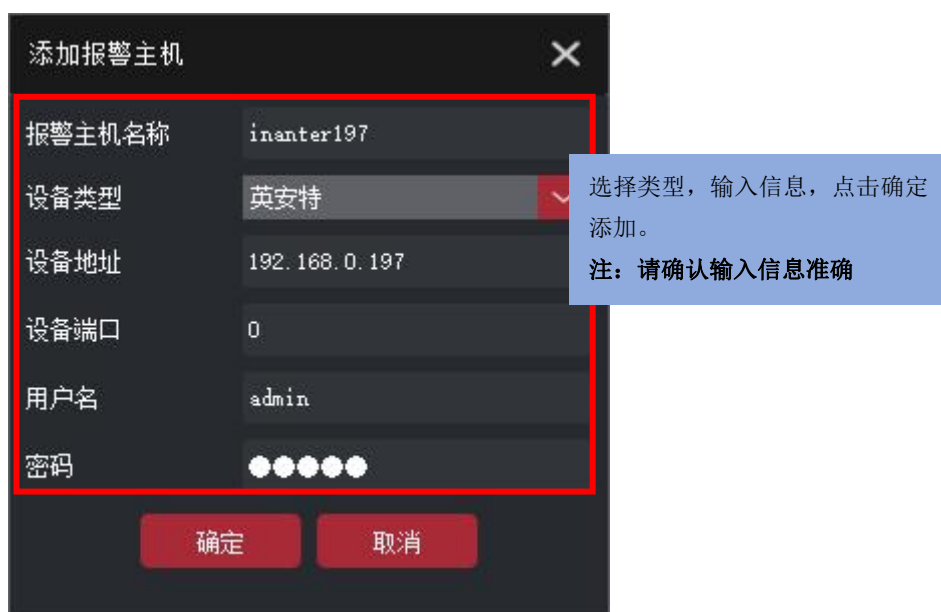 添加报警主机
报警主机名称 inanter197
设备类型 英安特
设备地址 192.168.0.197
设备端口 0
用户名 admin
密码 ●●●●●
确定 取消
选择类型，输入信息，点击确定
添加。
注：请确认输入信息准确